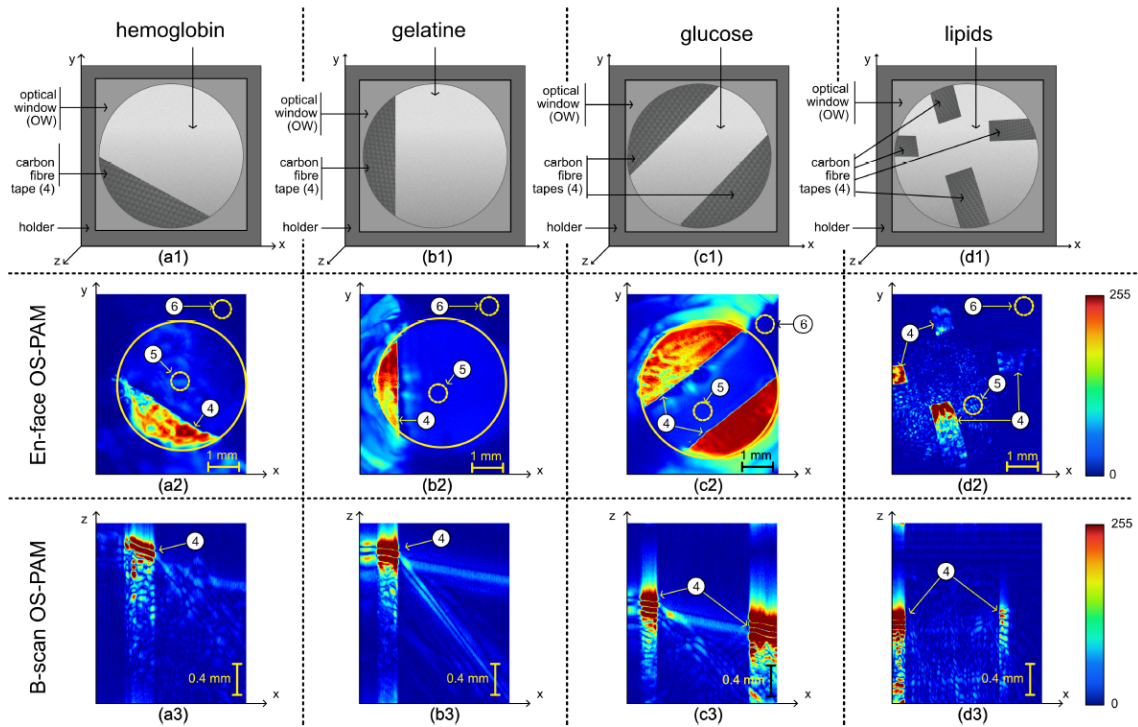 hemoglobin
gelatine
glucose
lipids
y
optical
window
(OW)
carbon
fibre
tape (4)
holder
z
x
(a1)
y
optical
window
(OW)
carbon
fibre
tape (4)
holder
z
x
(b1)
y
optical
window
(OW)
carbon
fibre
tapes (4)
holder
z
x
(c1)
y
optical
window
(OW)
carbon
fibre
tapes (4)
holder
z
x
(d1)
En-face OS-PAM
y
6
5
4
1 mm
x
(a2)
y
6
5
4
1 mm
x
(b2)
y
6
5
4
1 mm
x
(c2)
y
6
4
4
5
4
x
(d2)
255
0
B-scan OS-PAM
z
4
0.4 mm
x
(a3)
z
4
0.4 mm
x
(b3)
z
4
0.4 mm
x
(c3)
z
4
0.4 mm
x
(d3)
255
0